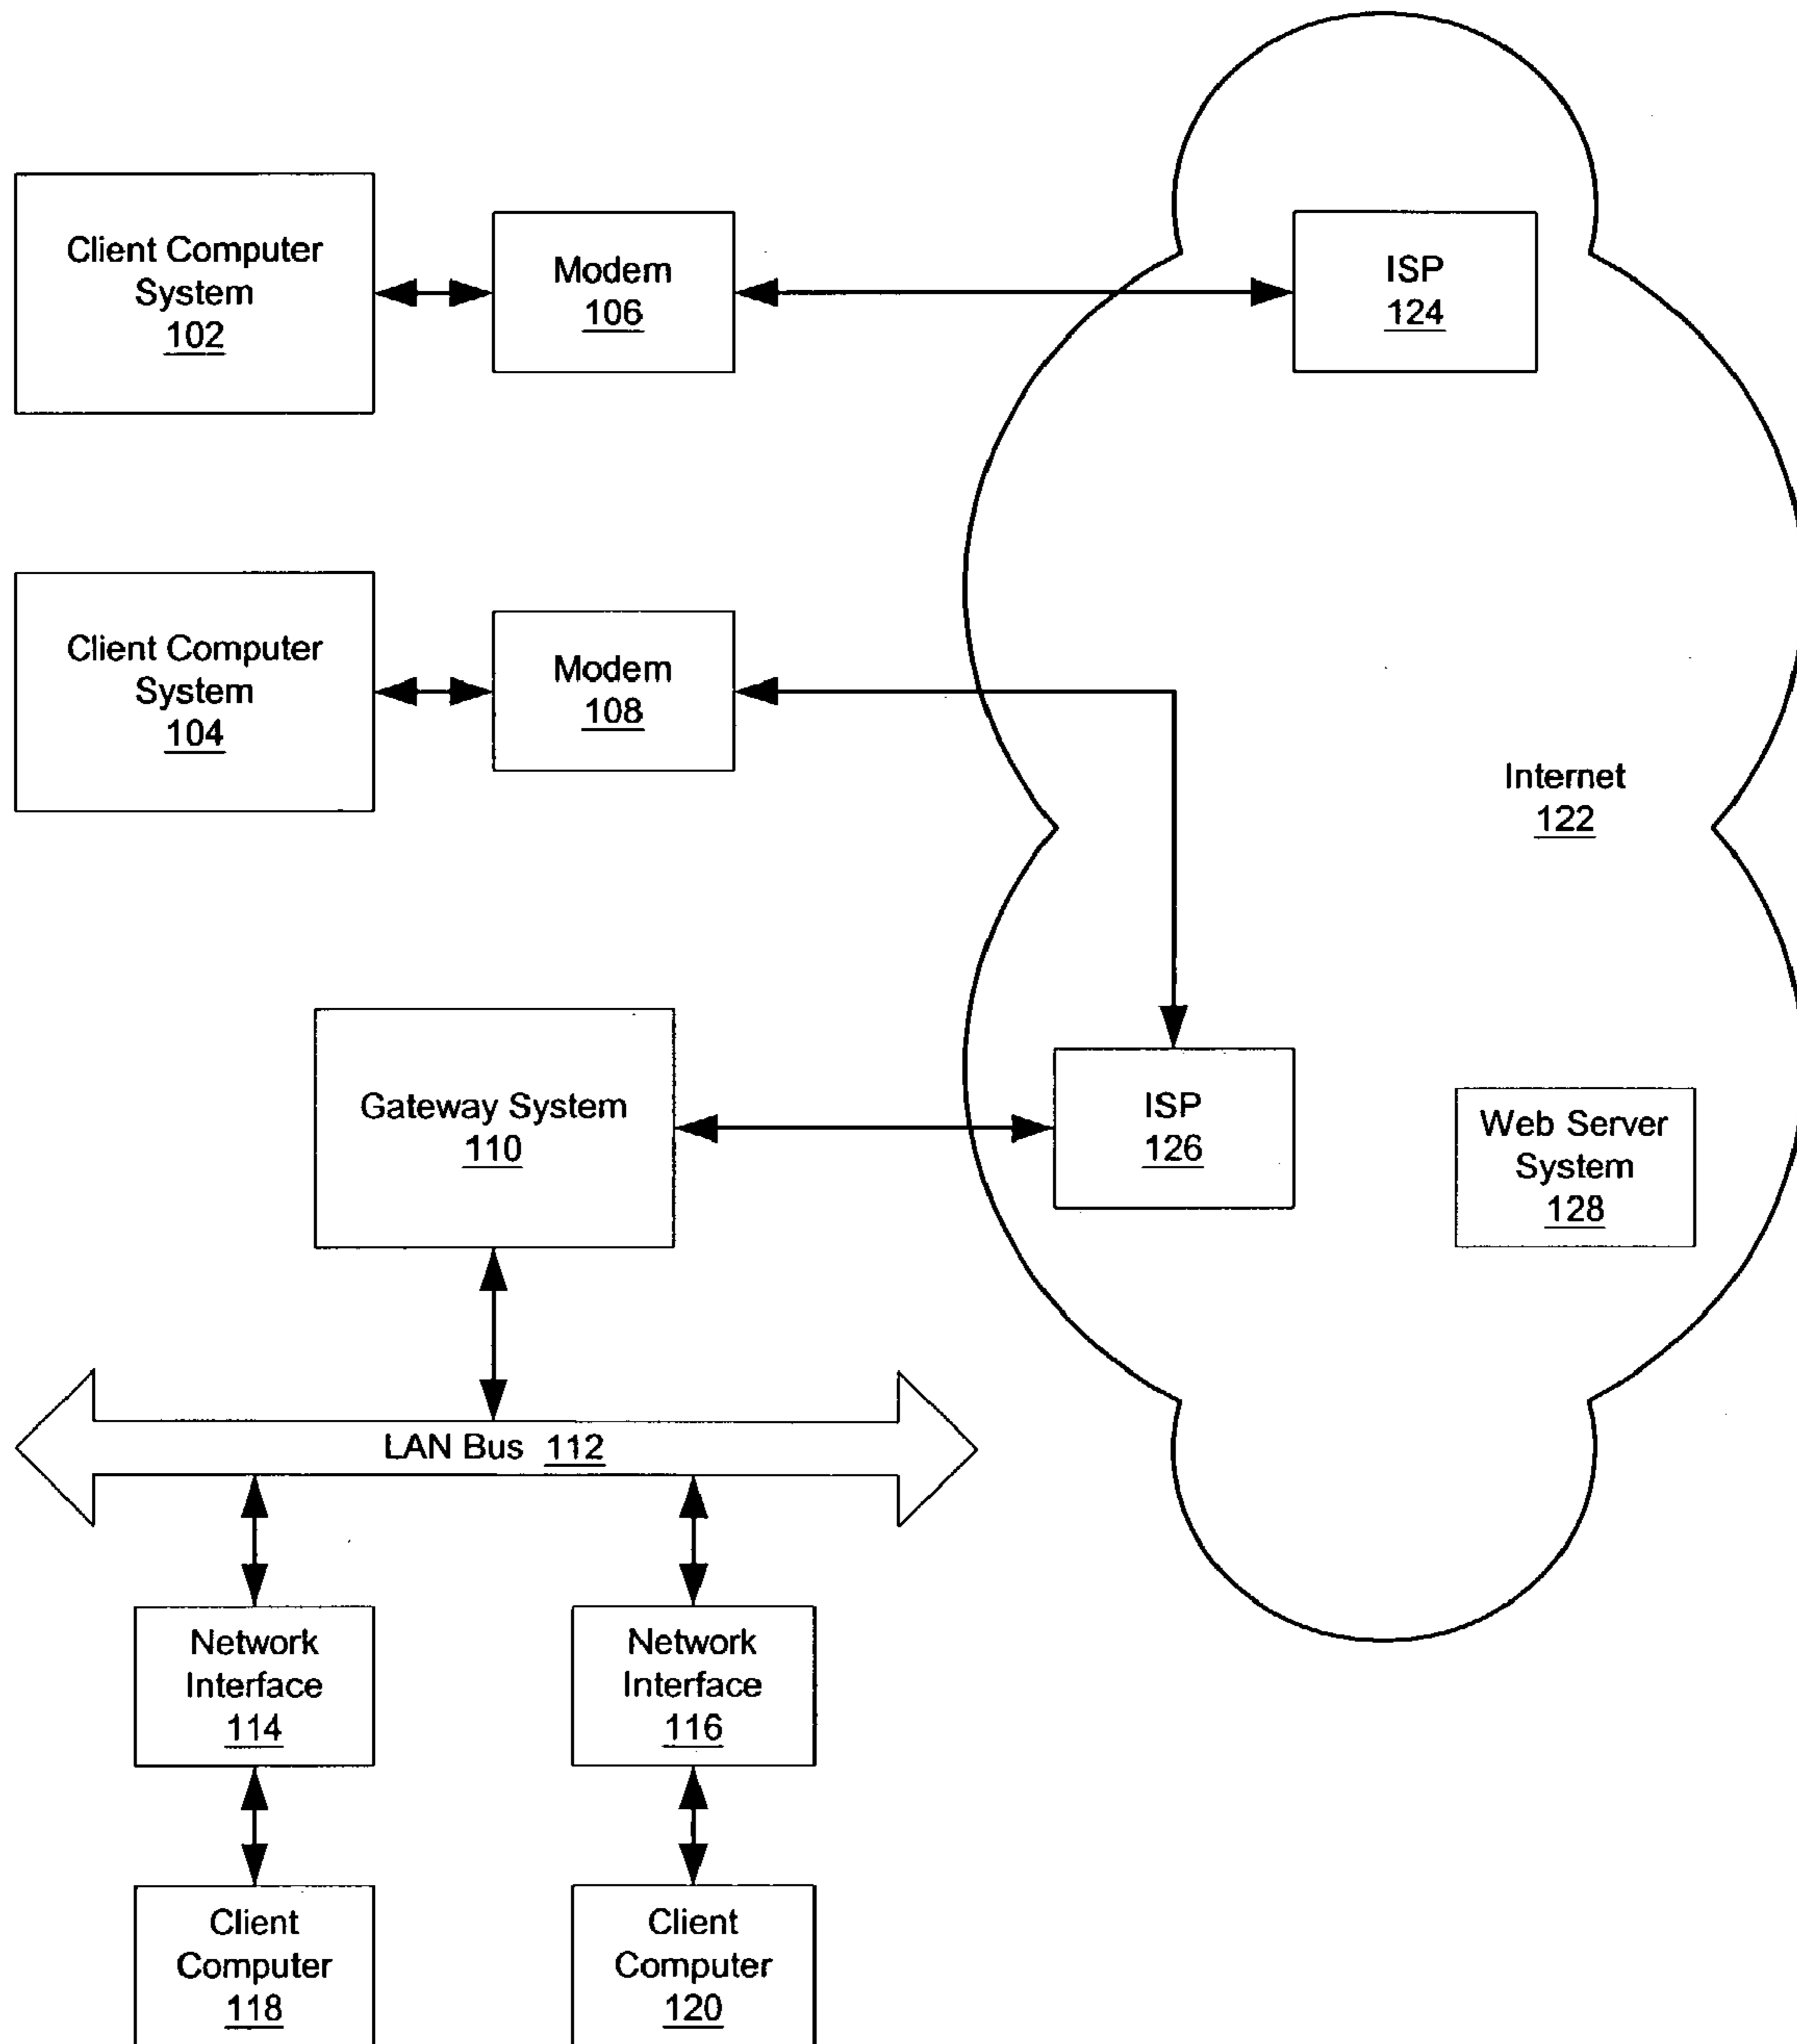 Client Computer
System
102
Modem
106
ISP
124
Client Computer
System
104
Modem
108
Internet
122
Gateway System
110
ISP
126
Web Server
System
128
LAN Bus 112
Network
Interface
114
Network
Interface
116
Client
Computer
118
Client
Computer
120